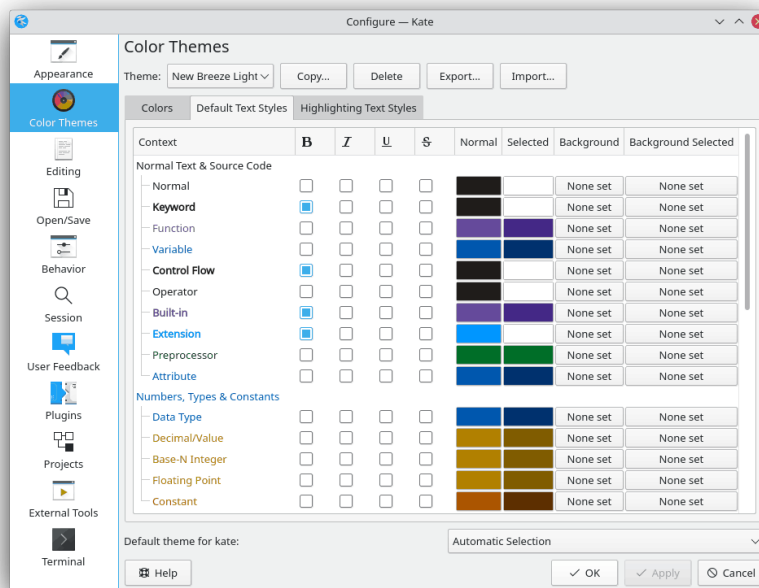 Configure — Kate
Appearance
Color Themes
Editing
Open/Save
Behavior
Session
User Feedback
Plugins
Projects
External Tools
Terminal
Color Themes
Theme: New Breeze Light Copy... Delete Export... Import...
Colors Default Text Styles Highlighting Text Styles
Context B I U S Normal Selected Background Background Selected
Normal Text & Source Code
Normal None set None set
Keyword None set None set
Function None set None set
Variable None set None set
Control Flow None set None set
Operator None set None set
Built-in None set None set
Extension None set None set
Preprocessor None set None set
Attribute None set None set
Numbers, Types & Constants
Data Type None set None set
Decimal/Value None set None set
Base-N Integer None set None set
Floating Point None set None set
Constant None set None set
Default theme for kate: Automatic Selection
Help OK Apply Cancel